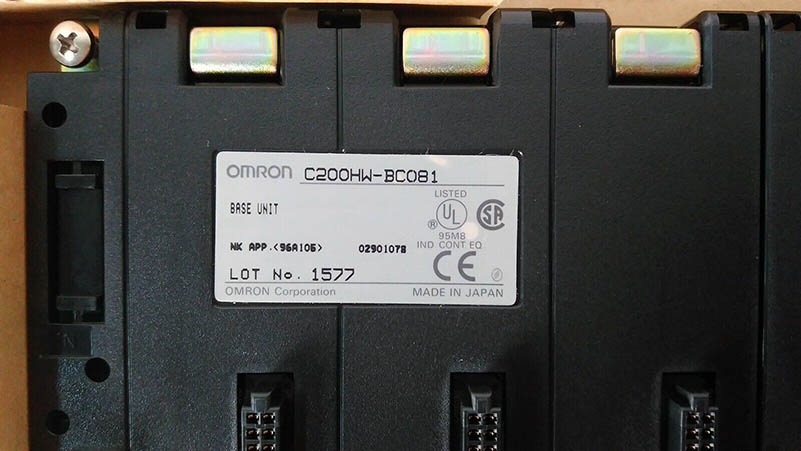 OMRON C200HW-BC081
LISTED
BASE UNIT
UL
®
SA
95M8
NK APP.<96A105> 02901078
IND CONT EQ
LOT No. 1577
CE
OMRON Corporation
MADE IN JAPAN